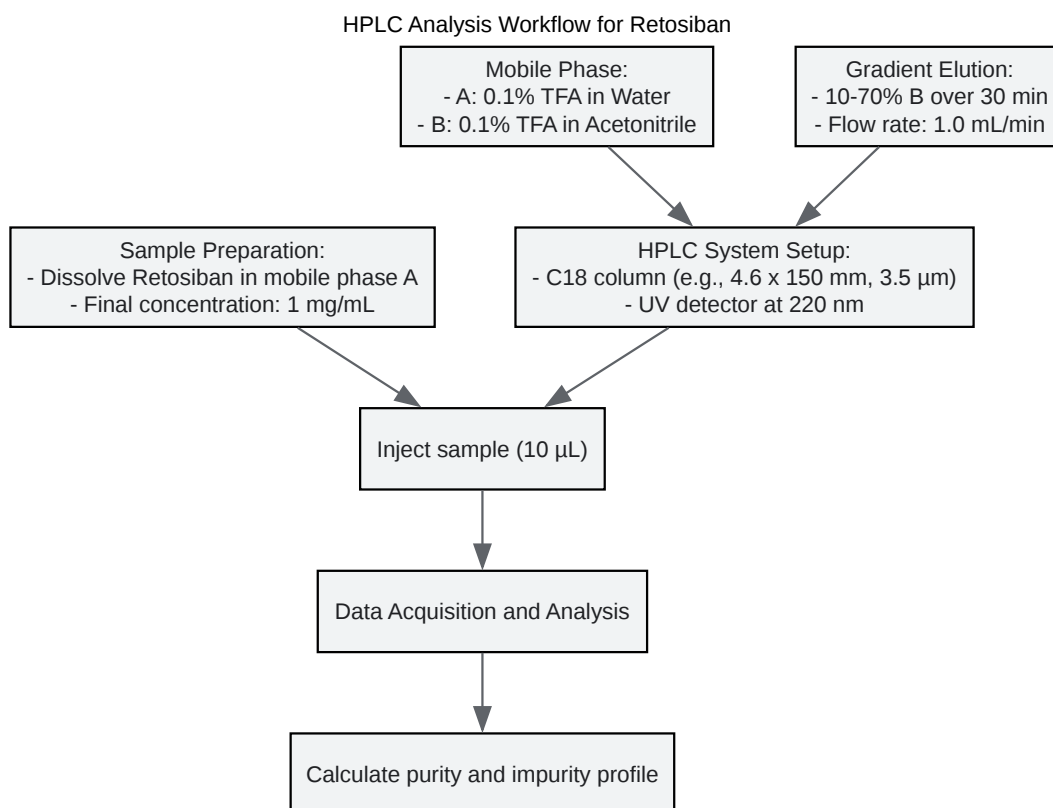 HPLC Analysis Workflow for Retosiban
Mobile Phase:
- A: 0.1% TFA in Water
- B: 0.1% TFA in Acetonitrile
Gradient Elution:
- 10-70% B over 30 min
- Flow rate: 1.0 mL/min
Sample Preparation:
- Dissolve Retosiban in mobile phase A
- Final concentration: 1 mg/mL
HPLC System Setup:
- C18 column (e.g., 4.6 x 150 mm, 3.5 µm)
- UV detector at 220 nm
Inject sample (10 µL)
Data Acquisition and Analysis
Calculate purity and impurity profile